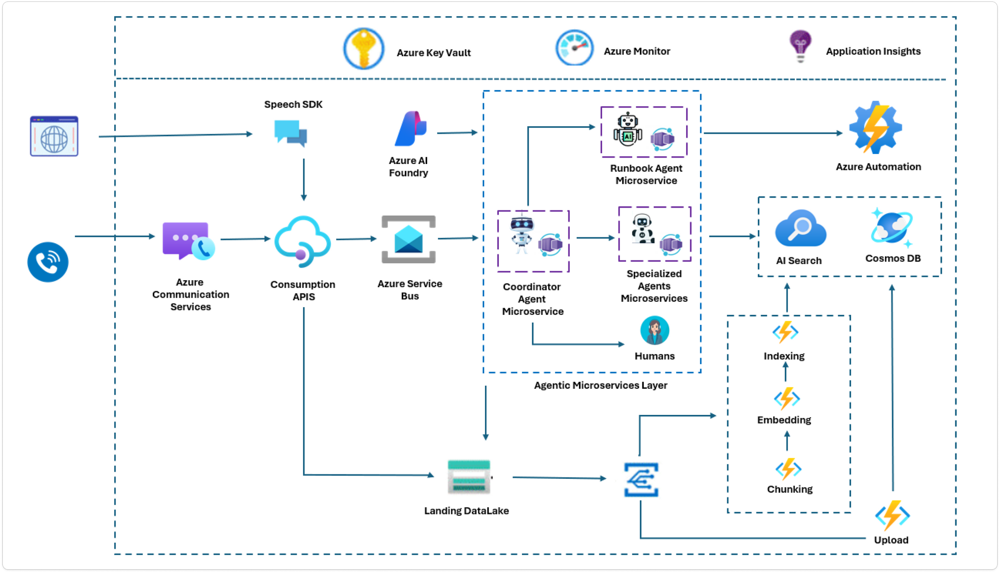 Azure Key Vault
Azure Monitor
Application Insights
Speech SDK
Azure AI
Foundry
Runbook Agent
Microservice
Azure Automation
AI
Azure
Communication
Services
Consumption
APIS
Azure Service
Bus
Coordinator
Agent
Microservice
Specialized
Agents
Microservices
AI Search
Cosmos DB
Humans
Agentic Microservices Layer
Indexing
Embedding
Chunking
Landing DataLake
Upload